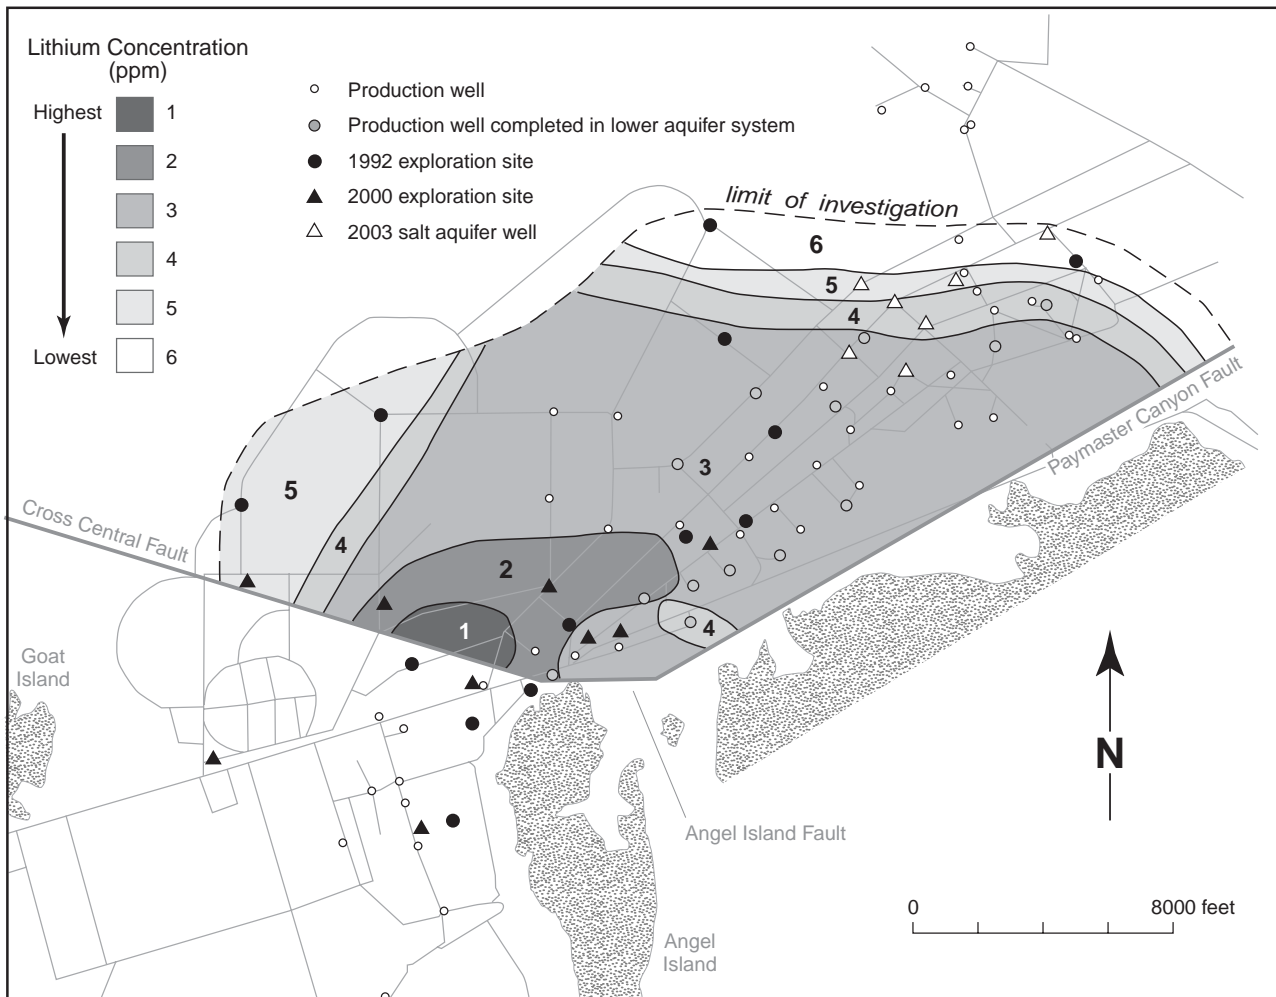 Lithium Concentration
(ppm)
Highest
Lowest
1
2
3
4
5
6
Production well
Production well completed in lower aquifer system
1992 exploration site
2000 exploration site
2003 salt aquifer well
limit of investigation
6
5
4
3
5
4
2
1
4
Cross Central Fault
Paymaster Canyon Fault
Goat
Island
Angel Island Fault
Angel
Island
N
0 8000 feet